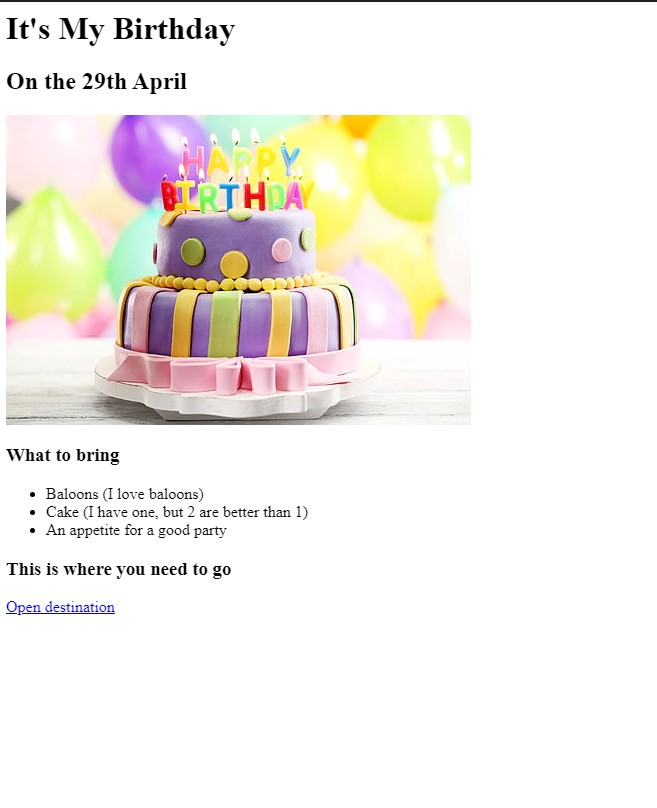 It's My Birthday
On the 29th April
HAPPY
BIRTHDAY
What to bring
Baloons (I love baloons)
Cake (I have one, but 2 are better than 1)
An appetite for a good party
This is where you need to go
Open destination